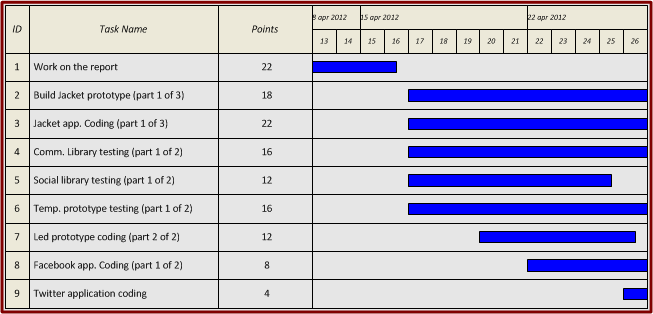 ID Task Name Points 8 apr 2012 15 apr 2012 22 apr 2012
13 14 15 16 17 18 19 20 21 22 23 24 25 26
1 Work on the report 22
2 Build Jacket prototype (part 1 of 3) 18
3 Jacket app. Coding (part 1 of 3) 22
4 Comm. Library testing (part 1 of 2) 16
5 Social library testing (part 1 of 2) 12
6 Temp. prototype testing (part 1 of 2) 16
7 Led prototype coding (part 2 of 2) 12
8 Facebook app. Coding (part 1 of 2) 8
9 Twitter application coding 4